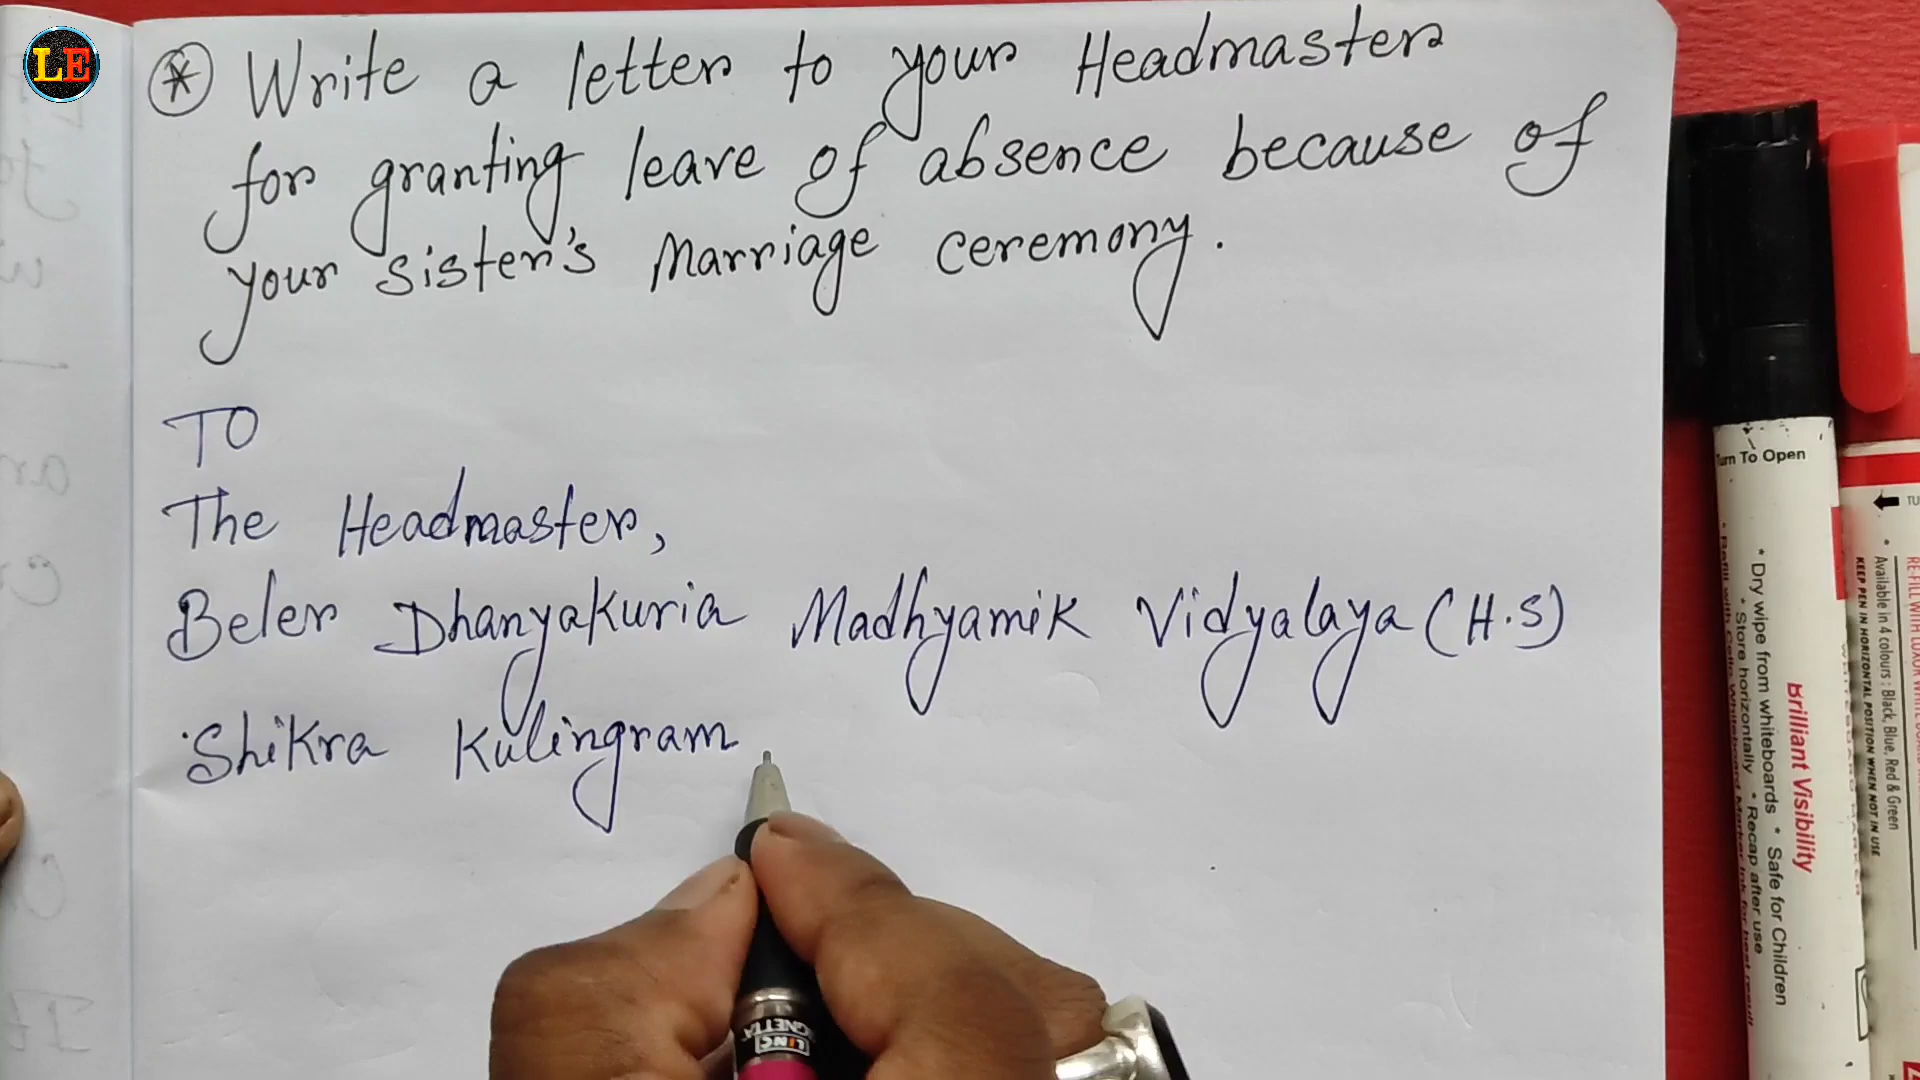 LE
* Write a letter to your Headmaster
for granting leave of absence because of
your sister's Marriage ceremony.
TO
The Headmaster,
Beler Dhanyakuria Madhyamik Vidyalaya (H.S)
Shikra Kulingram
LINC
Turn To Open
Brilliant Visibility
* Dry wipe from whiteboards * Safe for Children
* Store horizontally * Recap after use
TU
* Available in 4 colours : Black, Blue, Red & Green
KEEP PEN IN HORIZONTAL POSITION WHEN NOT IN USE